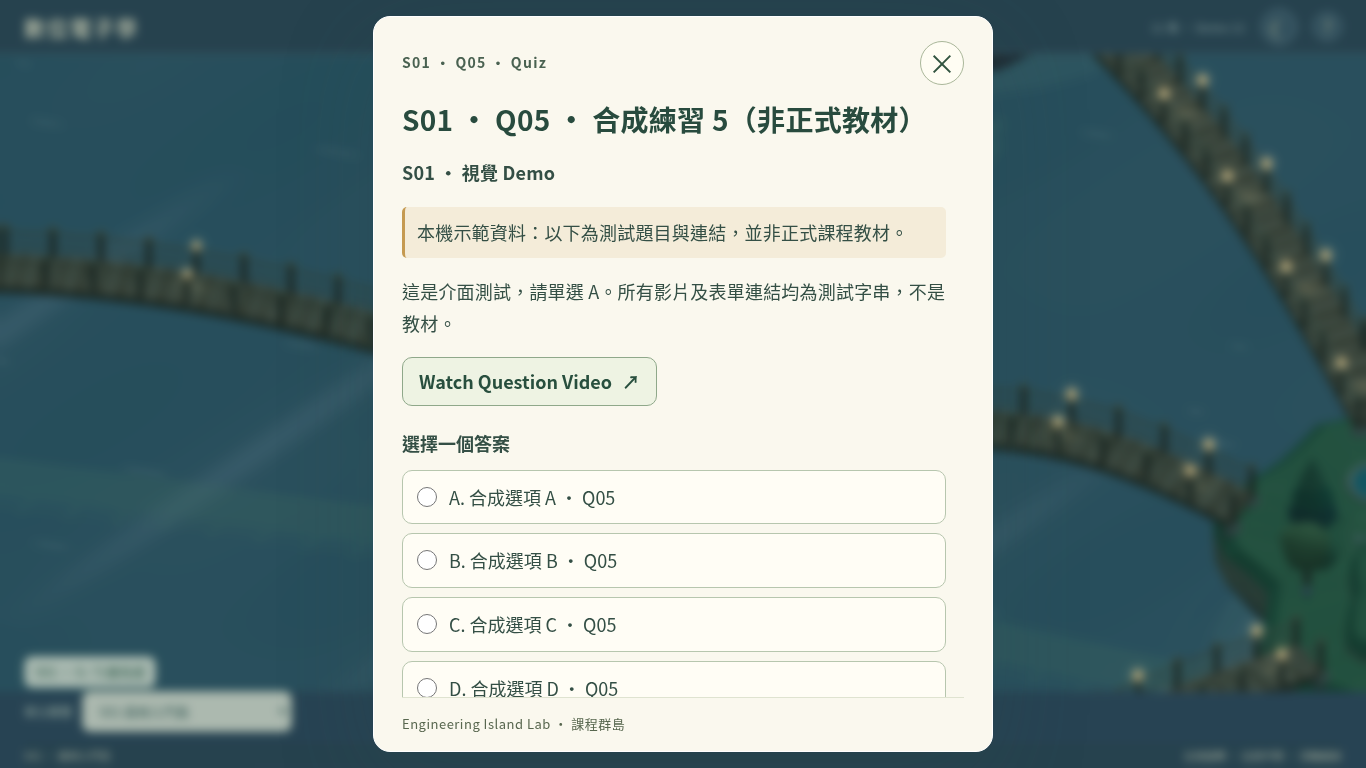 S01 • Q05 • Quiz
S01 • Q05 • 合成練習 5（非正式教材）
S01 • 視覺 Demo
本機示範資料：以下為測試題目與連結，並非正式課程教材。
這是介面測試，請單選 A。所有影片及表單連結均為測試字串，不是
教材。
Watch Question Video ↗
選擇一個答案
A. 合成選項 A • Q05
B. 合成選項 B • Q05
C. 合成選項 C • Q05
D. 合成選項 D • Q05
Engineering Island Lab • 課程群島